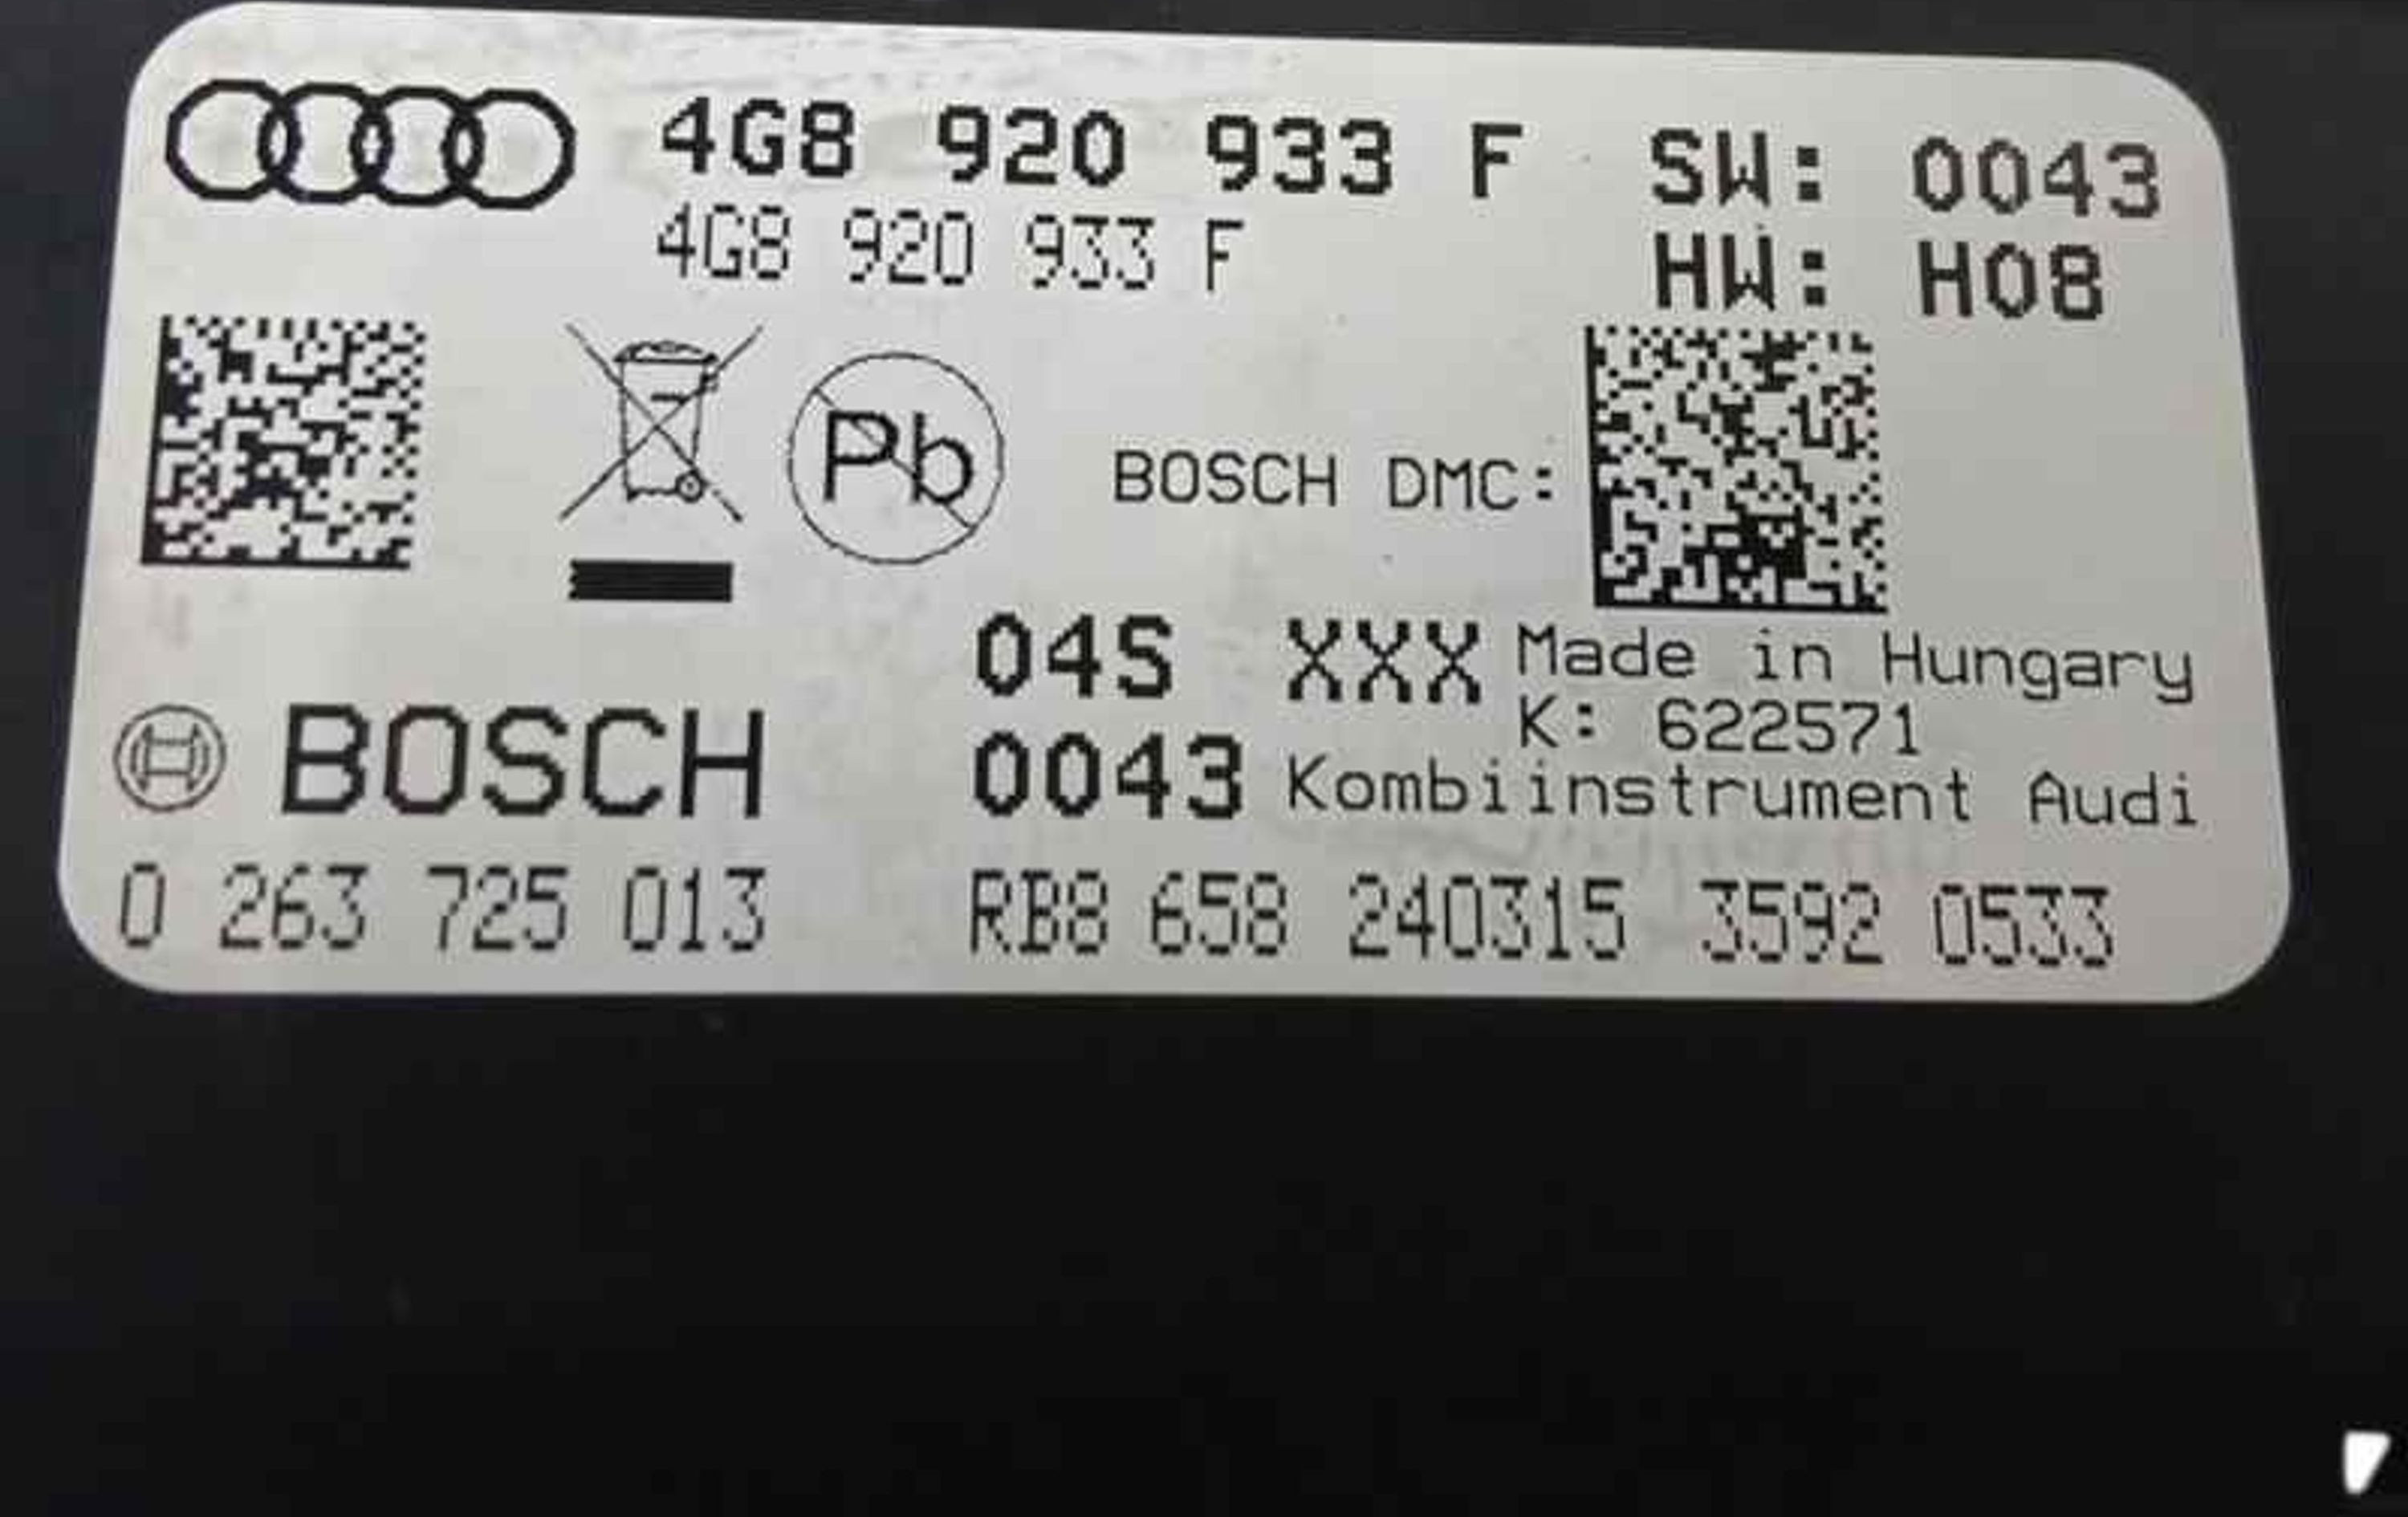 4G8 920 933 F SW: 0043
4G8 920 933 F HW: H08
Pb
BOSCH DMC:
04S XXX Made in Hungary
K: 622571
BOSCH 0043 Kombiinstrument Audi
0 263 725 013 RB8 658 240315 3592 0533